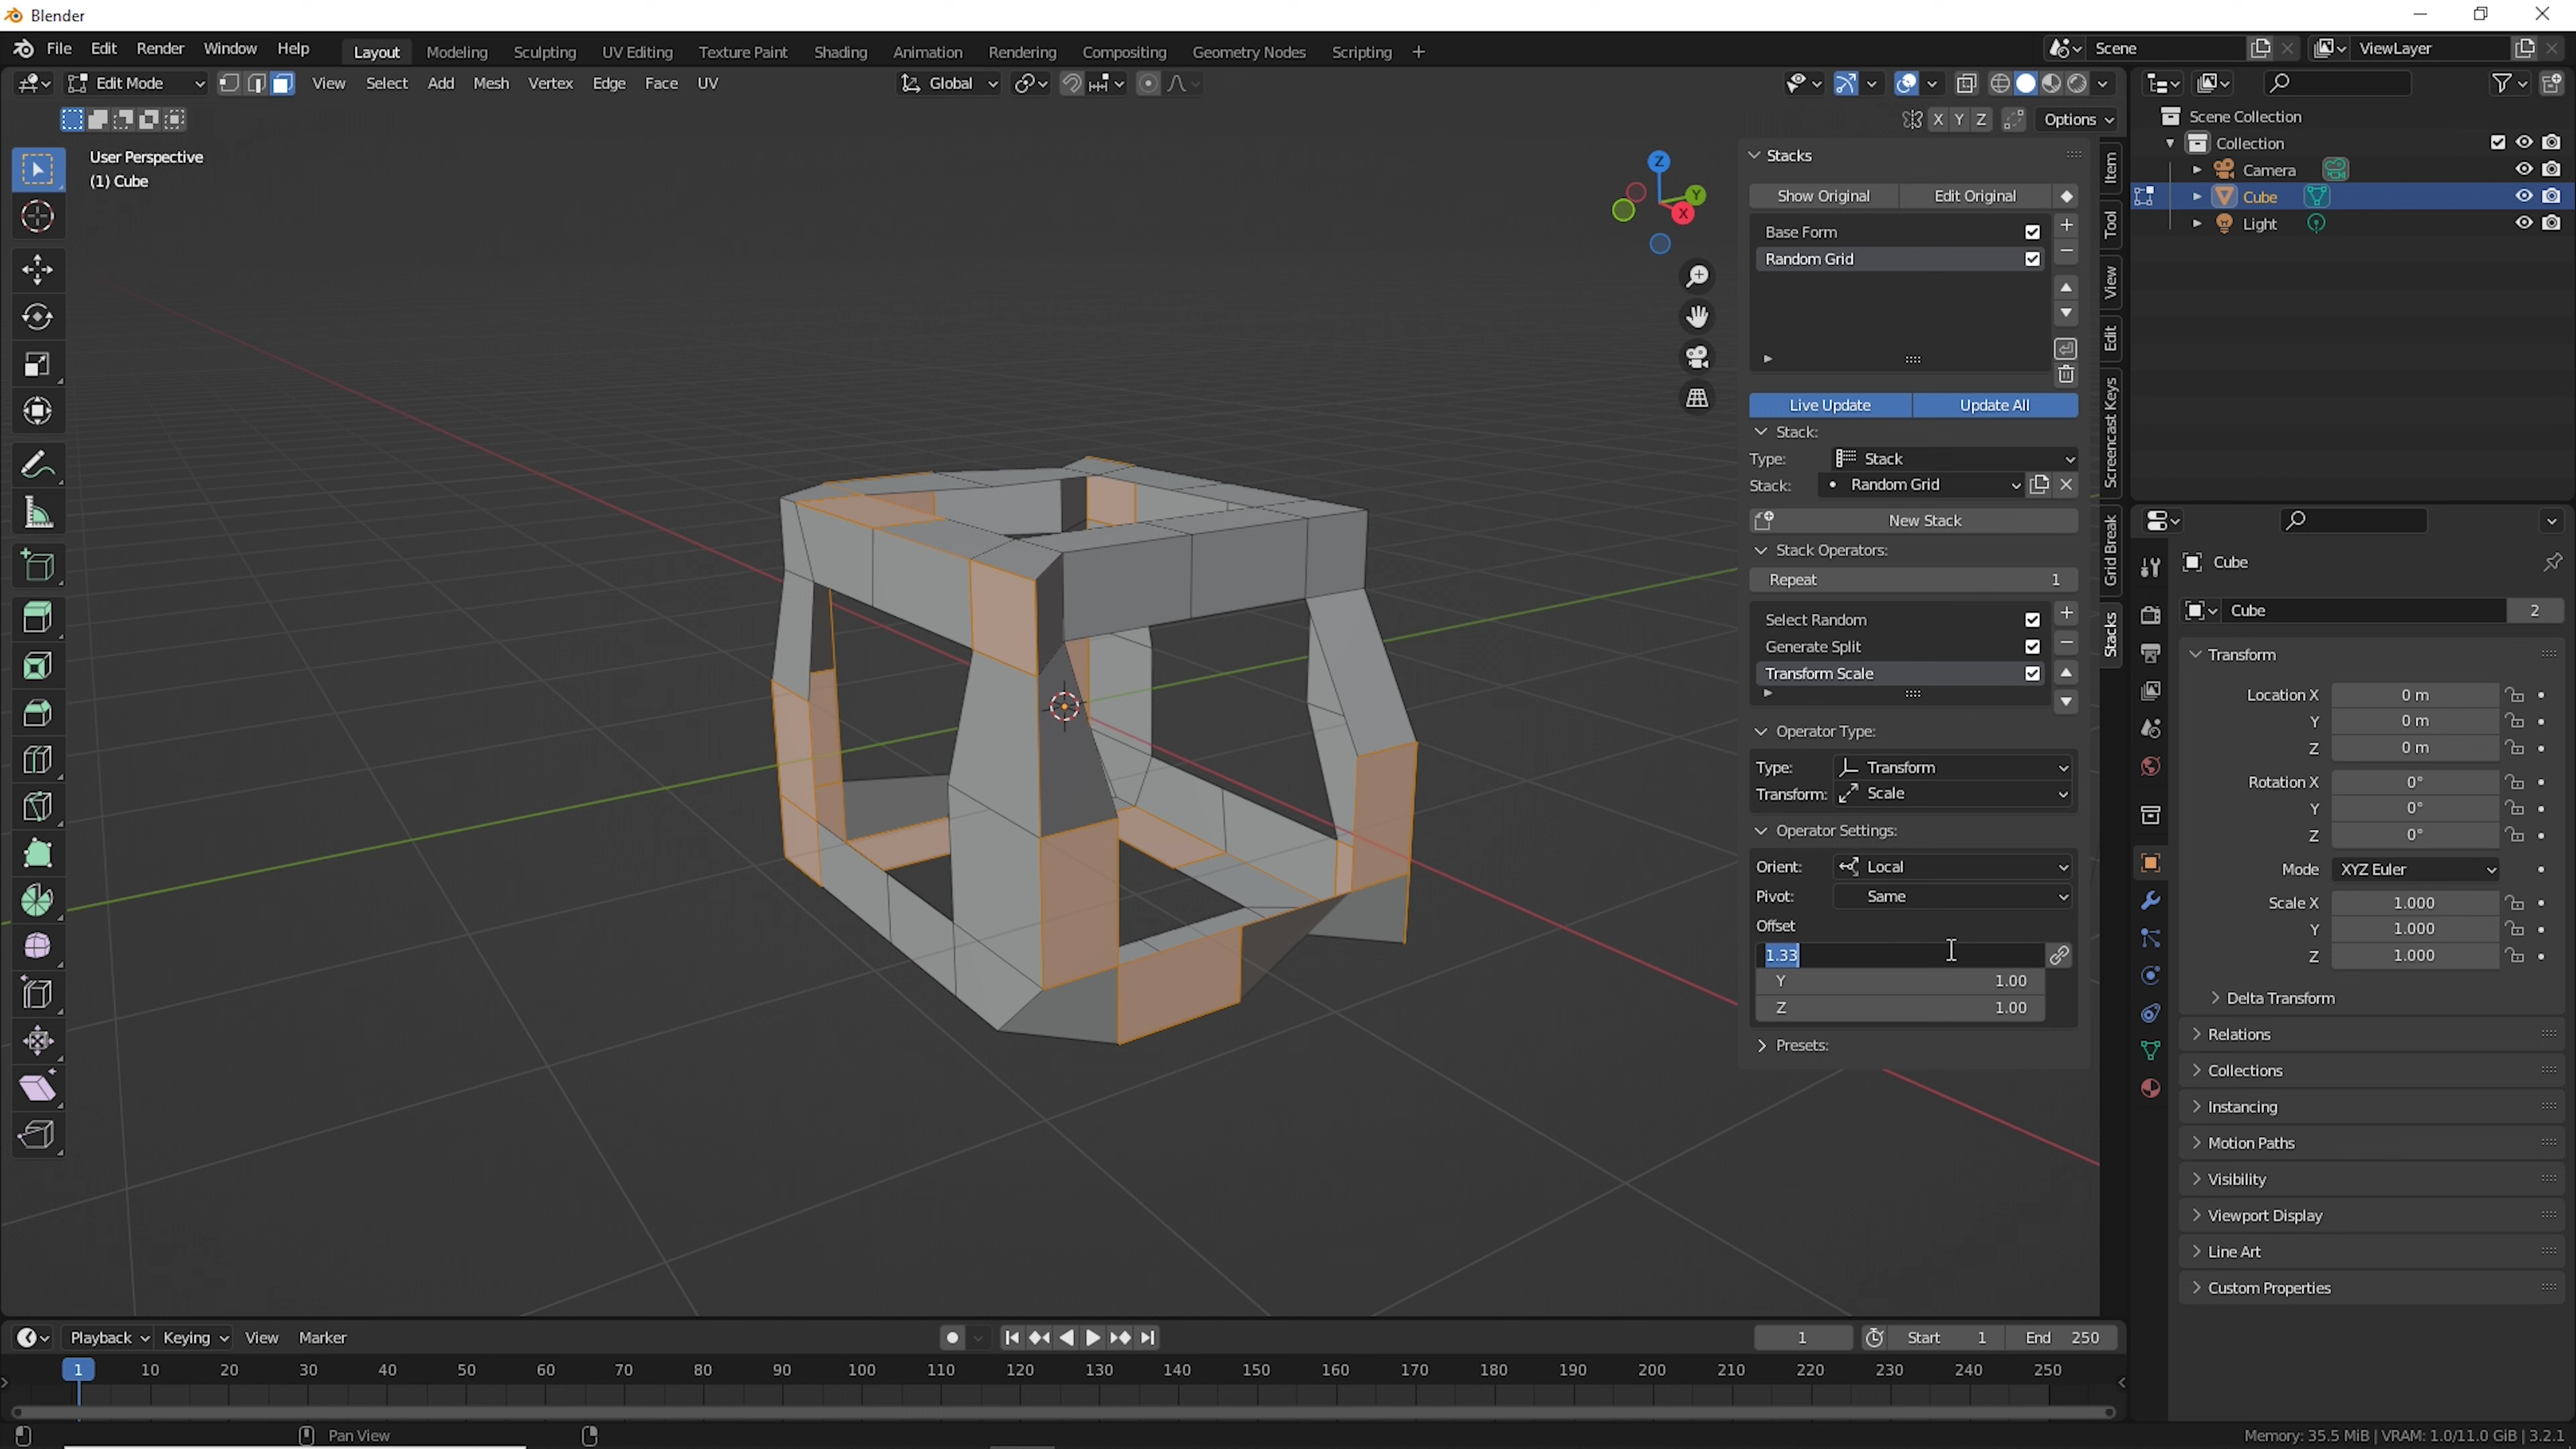 Blender
File Edit Render Window Help Layout Modeling Sculpting UV Editing Texture Paint Shading Animation Rendering Compositing Geometry Nodes Scripting + Scene ViewLayer
Edit Mode View Select Add Mesh Vertex Edge Face UV Global
X Y Z Options
User Perspective
(1) Cube
Z
Y
X
Stacks
Show Original Edit Original
Base Form
Random Grid
Live Update Update All
Stack:
Type: Stack
Stack: Random Grid
New Stack
Stack Operators:
Repeat 1
Select Random
Generate Split
Transform Scale
Operator Type:
Type: Transform
Transform: Scale
Operator Settings:
Orient: Local
Pivot: Same
Offset
1.33
Y 1.00
Z 1.00
Presets:
Item
Tool
View
Edit
Screencast Keys
Grid Break
Stacks
Scene Collection
Collection
Camera
Cube
Light
Cube
Cube 2
Transform
Location X 0 m
Y 0 m
Z 0 m
Rotation X 0°
Y 0°
Z 0°
Mode XYZ Euler
Scale X 1.000
Y 1.000
Z 1.000
Delta Transform
Relations
Collections
Instancing
Motion Paths
Visibility
Viewport Display
Line Art
Custom Properties
Playback Keying View Marker 1 Start 1 End 250
1 10 20 30 40 50 60 70 80 90 100 110 120 130 140 150 160 170 180 190 200 210 220 230 240 250
Pan View Memory: 35.5 MiB | VRAM: 1.0/11.0 GiB | 3.2.1